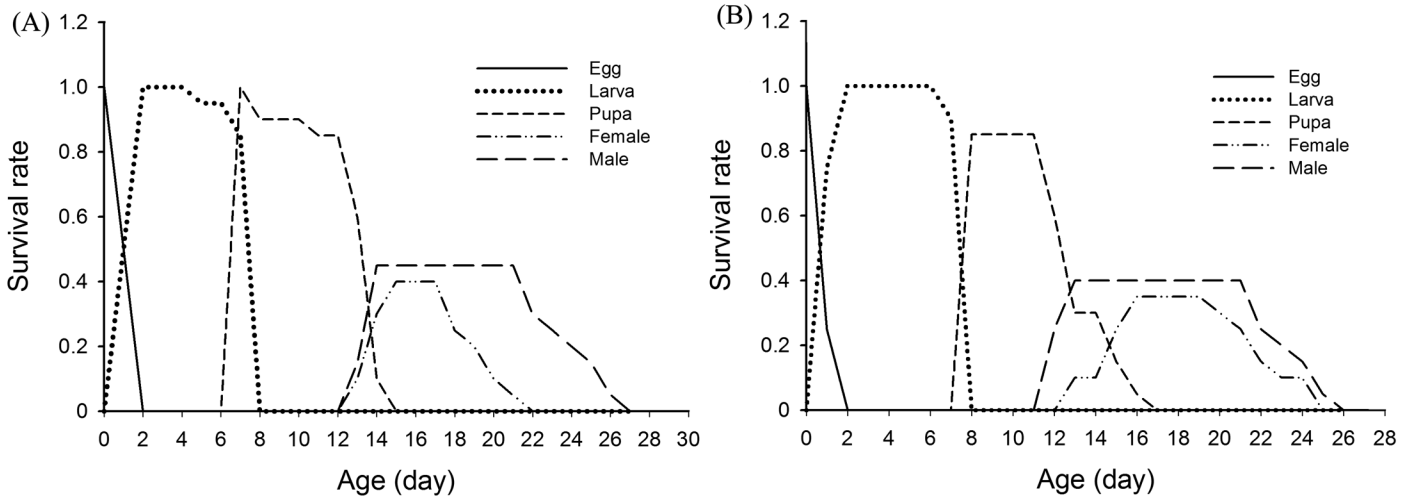 (A)
1.2
1.0
0.8
0.6
0.4
0.2
0
Survival rate
Egg
Larva
Pupa
Female
Male
0 2 4 6 8 10 12 14 16 18 20 22 24 26 28 30
Age (day)
(B)
1.2
1.0
0.8
0.6
0.4
0.2
0
Survival rate
Egg
Larva
Pupa
Female
Male
0 2 4 6 8 10 12 14 16 18 20 22 24 26 28
Age (day)